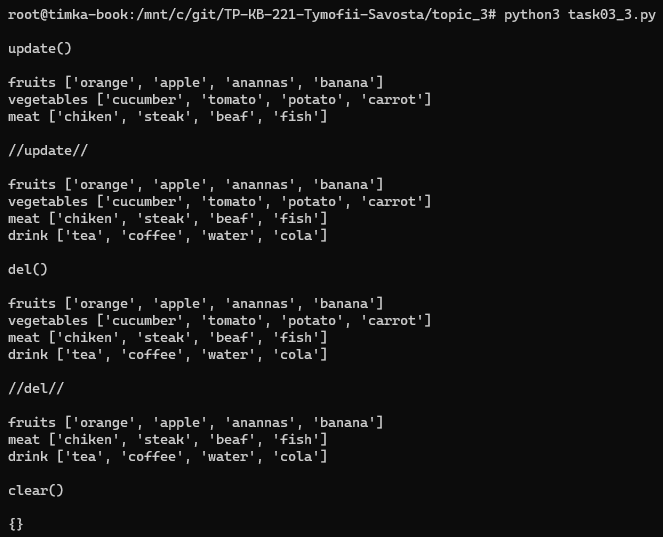 root@timka-book:/mnt/c/git/TP-KB-221-Tymofii-Savosta/topic_3# python3 task03_3.py
update()
fruits ['orange', 'apple', 'anannas', 'banana']
vegetables ['cucumber', 'tomato', 'potato', 'carrot']
meat ['chiken', 'steak', 'beaf', 'fish']
//update//
fruits ['orange', 'apple', 'anannas', 'banana']
vegetables ['cucumber', 'tomato', 'potato', 'carrot']
meat ['chiken', 'steak', 'beaf', 'fish']
drink ['tea', 'coffee', 'water', 'cola']
del()
fruits ['orange', 'apple', 'anannas', 'banana']
vegetables ['cucumber', 'tomato', 'potato', 'carrot']
meat ['chiken', 'steak', 'beaf', 'fish']
drink ['tea', 'coffee', 'water', 'cola']
//del//
fruits ['orange', 'apple', 'anannas', 'banana']
meat ['chiken', 'steak', 'beaf', 'fish']
drink ['tea', 'coffee', 'water', 'cola']
clear()
{}